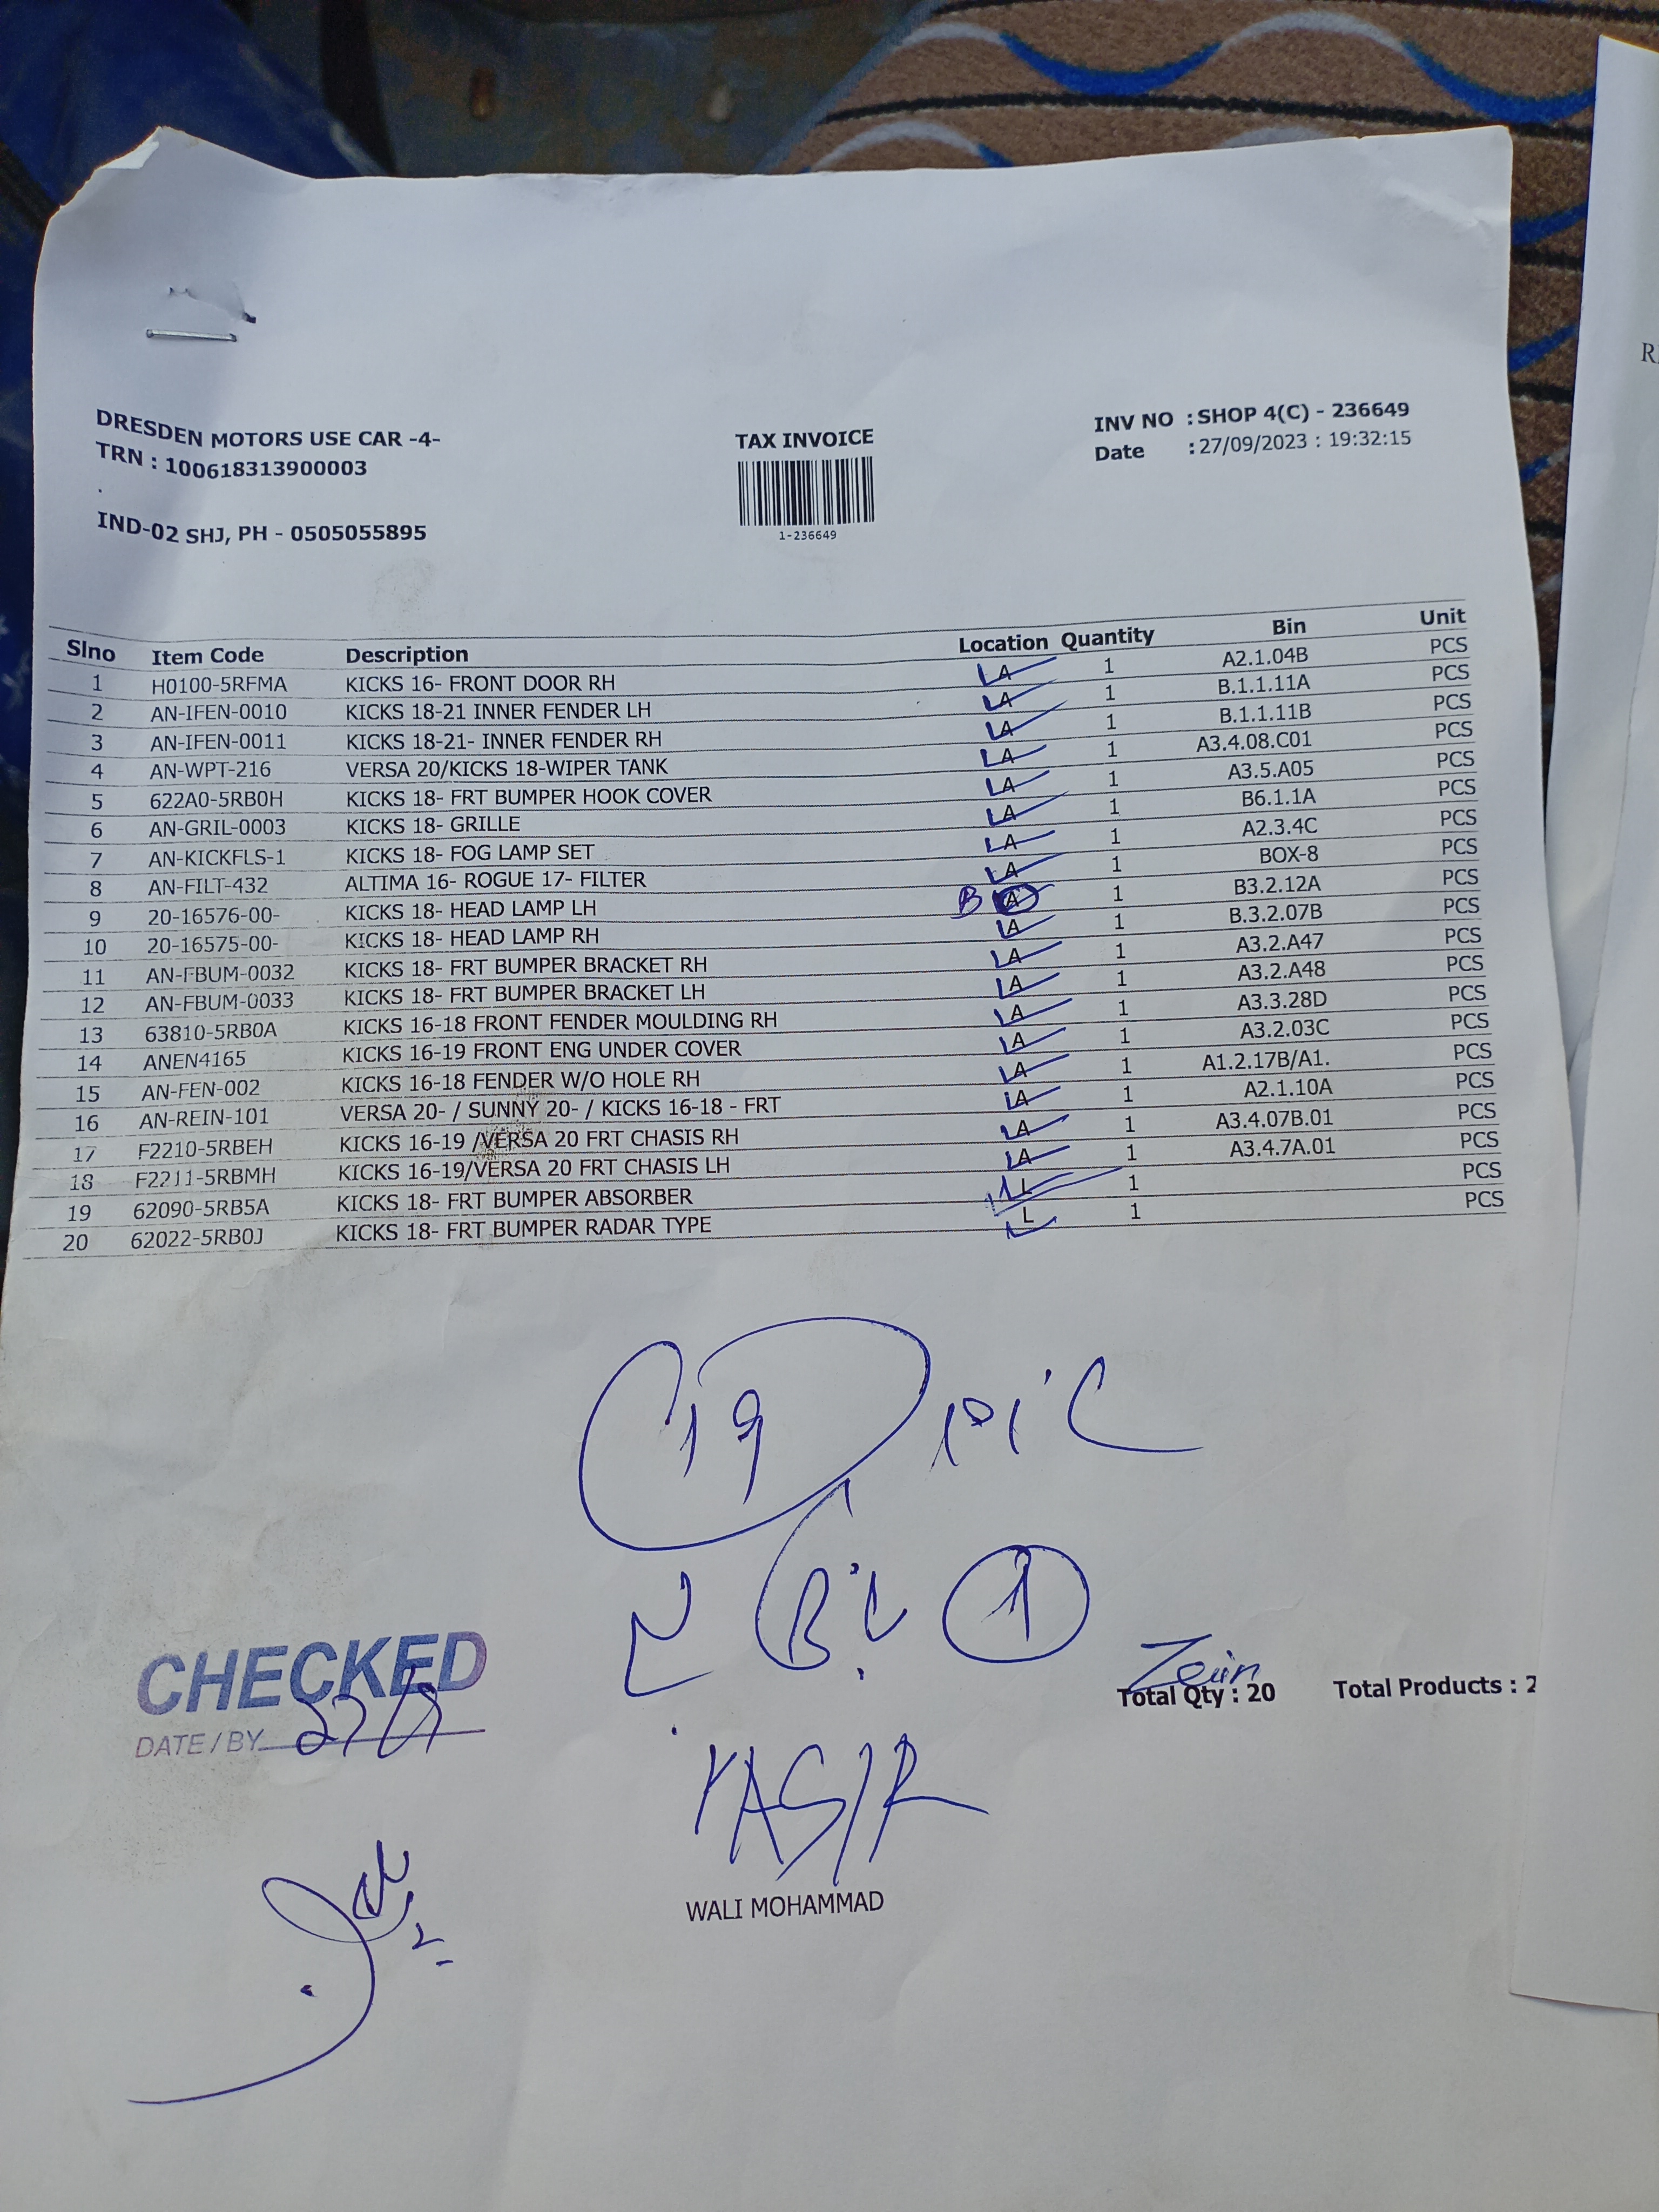 DRESDEN MOTORS USE CAR -4-
TRN : 100618313900003
.
IND-02 SHJ, PH - 0505055895
TAX INVOICE
1-236649
INV NO : SHOP 4(C) - 236649
Date : 27/09/2023 : 19:32:15
R
Slno Item Code Description Location Quantity Bin Unit
1 H0100-5RFMA KICKS 16- FRONT DOOR RH A 1 A2.1.04B PCS
2 AN-IFEN-0010 KICKS 18-21 INNER FENDER LH A 1 B.1.1.11A PCS
3 AN-IFEN-0011 KICKS 18-21- INNER FENDER RH A 1 B.1.1.11B PCS
4 AN-WPT-216 VERSA 20/KICKS 18-WIPER TANK A 1 A3.4.08.C01 PCS
5 622A0-5RB0H KICKS 18- FRT BUMPER HOOK COVER A 1 A3.5.A05 PCS
6 AN-GRIL-0003 KICKS 18- GRILLE A 1 B6.1.1A PCS
7 AN-KICKFLS-1 KICKS 18- FOG LAMP SET A 1 A2.3.4C PCS
8 AN-FILT-432 ALTIMA 16- ROGUE 17- FILTER A 1 BOX-8 PCS
9 20-16576-00- KICKS 18- HEAD LAMP LH B A 1 B3.2.12A PCS
10 20-16575-00- KICKS 18- HEAD LAMP RH A 1 B.3.2.07B PCS
11 AN-FBUM-0032 KICKS 18- FRT BUMPER BRACKET RH A 1 A3.2.A47 PCS
12 AN-FBUM-0033 KICKS 18- FRT BUMPER BRACKET LH A 1 A3.2.A48 PCS
13 63810-5RB0A KICKS 16-18 FRONT FENDER MOULDING RH A 1 A3.3.28D PCS
14 ANEN4165 KICKS 16-19 FRONT ENG UNDER COVER A 1 A3.2.03C PCS
15 AN-FEN-002 KICKS 16-18 FENDER W/O HOLE RH A 1 A1.2.17B/A1. PCS
16 AN-REIN-101 VERSA 20- / SUNNY 20- / KICKS 16-18 - FRT A 1 A2.1.10A PCS
17 F2210-5RBEH KICKS 16-19 /VERSA 20 FRT CHASIS RH A 1 A3.4.07B.01 PCS
18 F2211-5RBMH KICKS 16-19/VERSA 20 FRT CHASIS LH A 1 A3.4.7A.01 PCS
19 62090-5RB5A KICKS 18- FRT BUMPER ABSORBER L 1 PCS
20 62022-5RB0J KICKS 18- FRT BUMPER RADAR TYPE L 1 PCS
19 PiC
1
CHECKED
DATE/BY
Zein
Total Qty : 20 Total Products : 2
YASIR
WALI MOHAMMAD